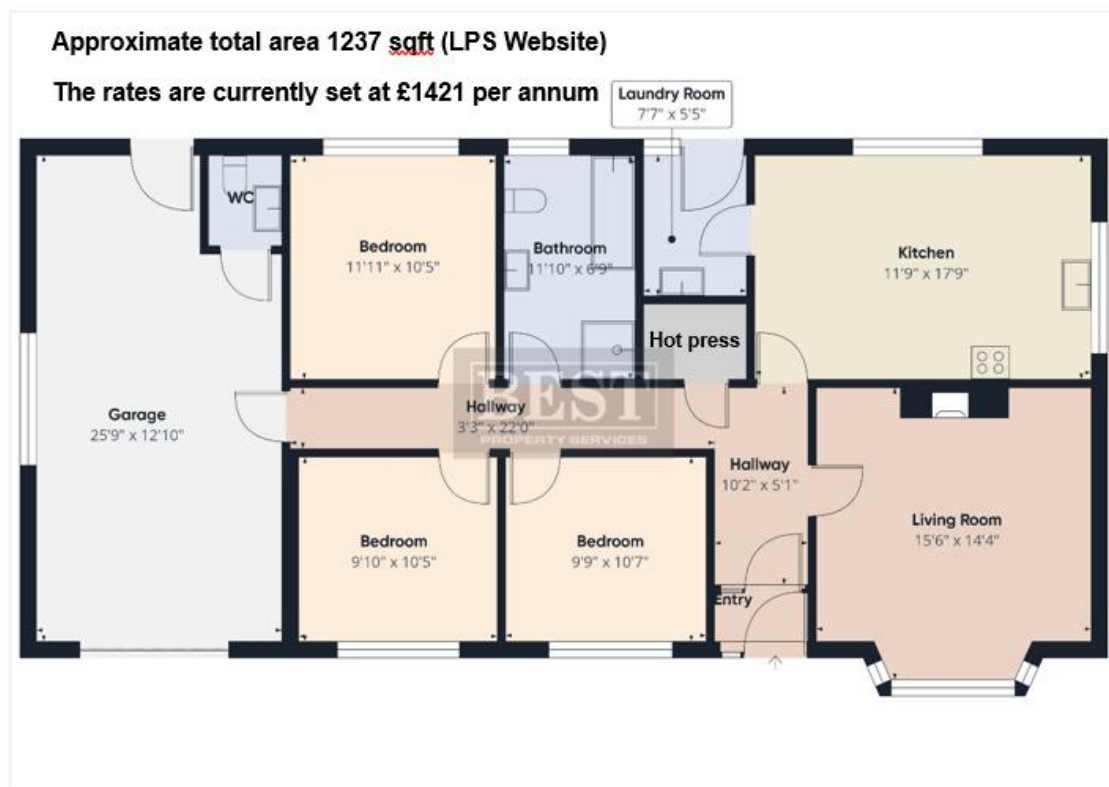 Approximate total area 1237 sqft (LPS Website)
The rates are currently set at £1421 per annum
Laundry Room
7'7" x 5'5"
WC
Bedroom
11'11" x 10'5"
Bathroom
11'10" x 6'9"
Kitchen
11'9" x 17'9"
Hot press
Garage
25'9" x 12'10"
BEST
PROPERTY SERVICES
Hallway
3'3" x 22'0"
Hallway
10'2" x 5'1"
Living Room
15'6" x 14'4"
Bedroom
9'10" x 10'5"
Bedroom
9'9" x 10'7"
Entry